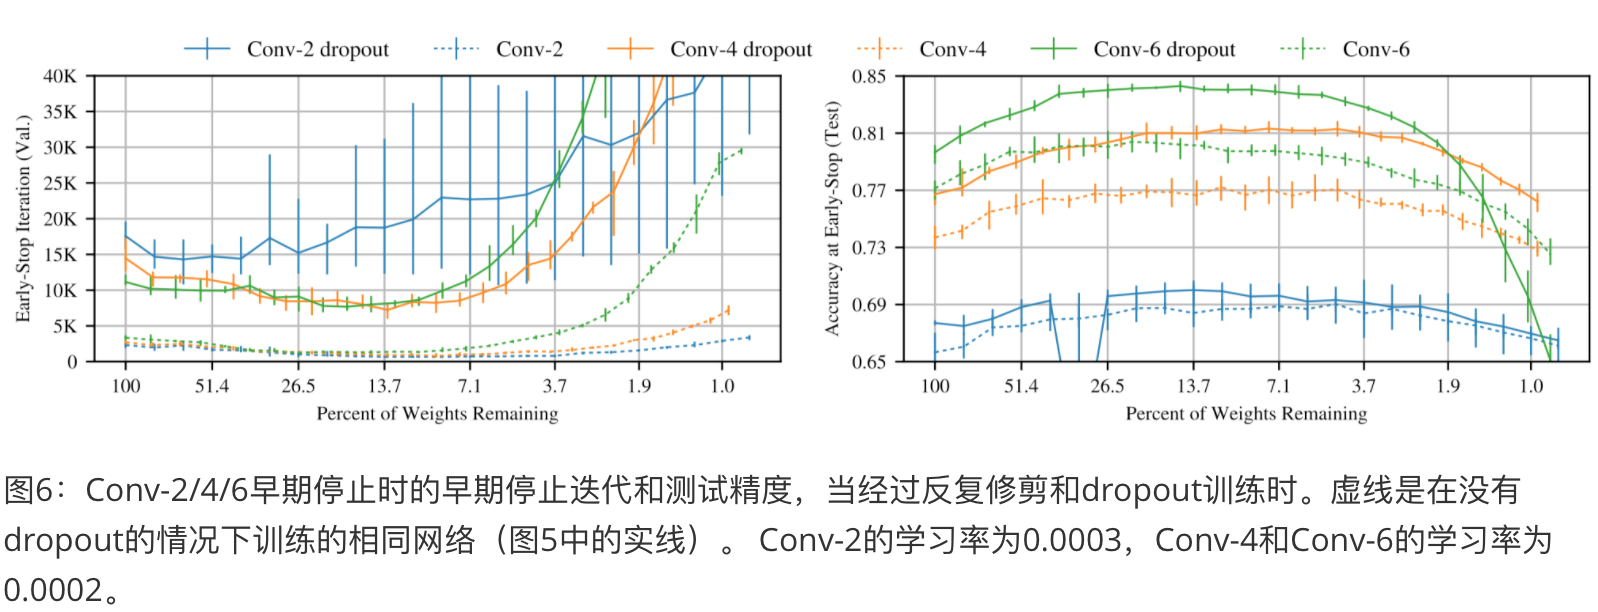 Conv-2 dropout Conv-2 Conv-4 dropout Conv-4 Conv-6 dropout Conv-6
40K
35K
30K
25K
20K
15K
10K
5K
0
Early-Stop Iteration (Val.)
100 51.4 26.5 13.7 7.1 3.7 1.9 1.0
Percent of Weights Remaining
0.85
0.81
0.77
0.73
0.69
0.65
Accuracy at Early-Stop (Test)
100 51.4 26.5 13.7 7.1 3.7 1.9 1.0
Percent of Weights Remaining
图6：Conv-2/4/6早期停止时的早期停止迭代和测试精度，当经过反复修剪和dropout训练时。虚线是在没有
dropout的情况下训练的相同网络（图5中的实线）。 Conv-2的学习率为0.0003，Conv-4和Conv-6的学习率为
0.0002。